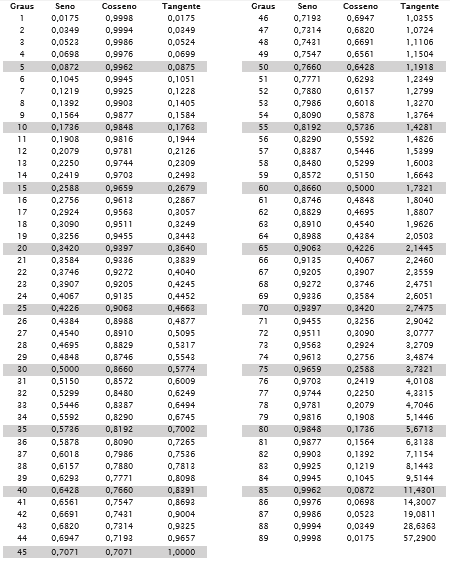 Graus Seno Cosseno Tangente
1 0,0175 0,9998 0,0175
2 0,0349 0,9994 0,0349
3 0,0523 0,9986 0,0524
4 0,0698 0,9976 0,0699
5 0,0872 0,9962 0,0875
6 0,1045 0,9945 0,1051
7 0,1219 0,9925 0,1228
8 0,1392 0,9903 0,1405
9 0,1564 0,9877 0,1584
10 0,1736 0,9848 0,1763
11 0,1908 0,9816 0,1944
12 0,2079 0,9781 0,2126
13 0,2250 0,9744 0,2309
14 0,2419 0,9703 0,2493
15 0,2588 0,9659 0,2679
16 0,2756 0,9613 0,2867
17 0,2924 0,9563 0,3057
18 0,3090 0,9511 0,3249
19 0,3256 0,9455 0,3443
20 0,3420 0,9397 0,3640
21 0,3584 0,9336 0,3839
22 0,3746 0,9272 0,4040
23 0,3907 0,9205 0,4245
24 0,4067 0,9135 0,4452
25 0,4226 0,9063 0,4663
26 0,4384 0,8988 0,4877
27 0,4540 0,8910 0,5095
28 0,4695 0,8829 0,5317
29 0,4848 0,8746 0,5543
30 0,5000 0,8660 0,5774
31 0,5150 0,8572 0,6009
32 0,5299 0,8480 0,6249
33 0,5446 0,8387 0,6494
34 0,5592 0,8290 0,6745
35 0,5736 0,8192 0,7002
36 0,5878 0,8090 0,7265
37 0,6018 0,7986 0,7536
38 0,6157 0,7880 0,7813
39 0,6293 0,7771 0,8098
40 0,6428 0,7660 0,8391
41 0,6561 0,7547 0,8693
42 0,6691 0,7431 0,9004
43 0,6820 0,7314 0,9325
44 0,6947 0,7193 0,9657
45 0,7071 0,7071 1,0000
Graus Seno Cosseno Tangente
46 0,7193 0,6947 1,0355
47 0,7314 0,6820 1,0724
48 0,7431 0,6691 1,1106
49 0,7547 0,6561 1,1504
50 0,7660 0,6428 1,1918
51 0,7771 0,6293 1,2349
52 0,7880 0,6157 1,2799
53 0,7986 0,6018 1,3270
54 0,8090 0,5878 1,3764
55 0,8192 0,5736 1,4281
56 0,8290 0,5592 1,4826
57 0,8387 0,5446 1,5399
58 0,8480 0,5299 1,6003
59 0,8572 0,5150 1,6643
60 0,8660 0,5000 1,7321
61 0,8746 0,4848 1,8040
62 0,8829 0,4695 1,8807
63 0,8910 0,4540 1,9626
64 0,8988 0,4384 2,0503
65 0,9063 0,4226 2,1445
66 0,9135 0,4067 2,2460
67 0,9205 0,3907 2,3559
68 0,9272 0,3746 2,4751
69 0,9336 0,3584 2,6051
70 0,9397 0,3420 2,7475
71 0,9455 0,3256 2,9042
72 0,9511 0,3090 3,0777
73 0,9563 0,2924 3,2709
74 0,9613 0,2756 3,4874
75 0,9659 0,2588 3,7321
76 0,9703 0,2419 4,0108
77 0,9744 0,2250 4,3315
78 0,9781 0,2079 4,7046
79 0,9816 0,1908 5,1446
80 0,9848 0,1736 5,6713
81 0,9877 0,1564 6,3138
82 0,9903 0,1392 7,1154
83 0,9925 0,1219 8,1443
84 0,9945 0,1045 9,5144
85 0,9962 0,0872 11,4301
86 0,9976 0,0698 14,3007
87 0,9986 0,0523 19,0811
88 0,9994 0,0349 28,6363
89 0,9998 0,0175 57,2900